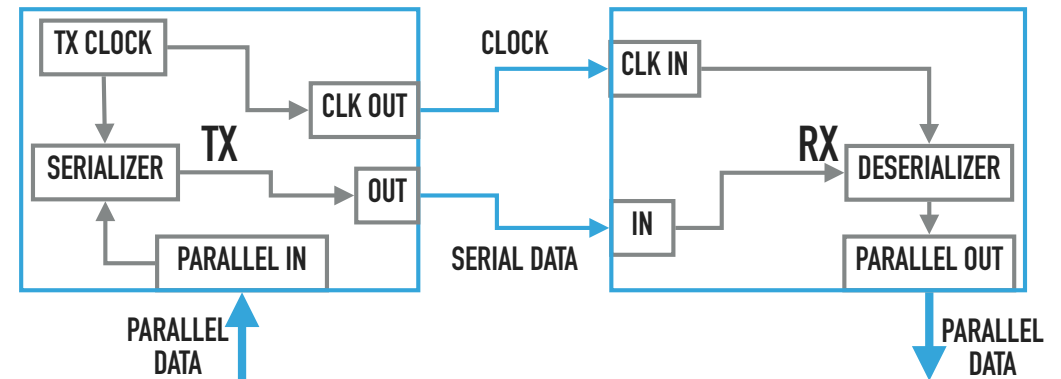 TX CLOCK
CLOCK
CLK IN
CLK OUT
TX
RX
SERIALIZER
DESERIALIZER
OUT
IN
PARALLEL IN
SERIAL DATA
PARALLEL OUT
PARALLEL
DATA
PARALLEL
DATA